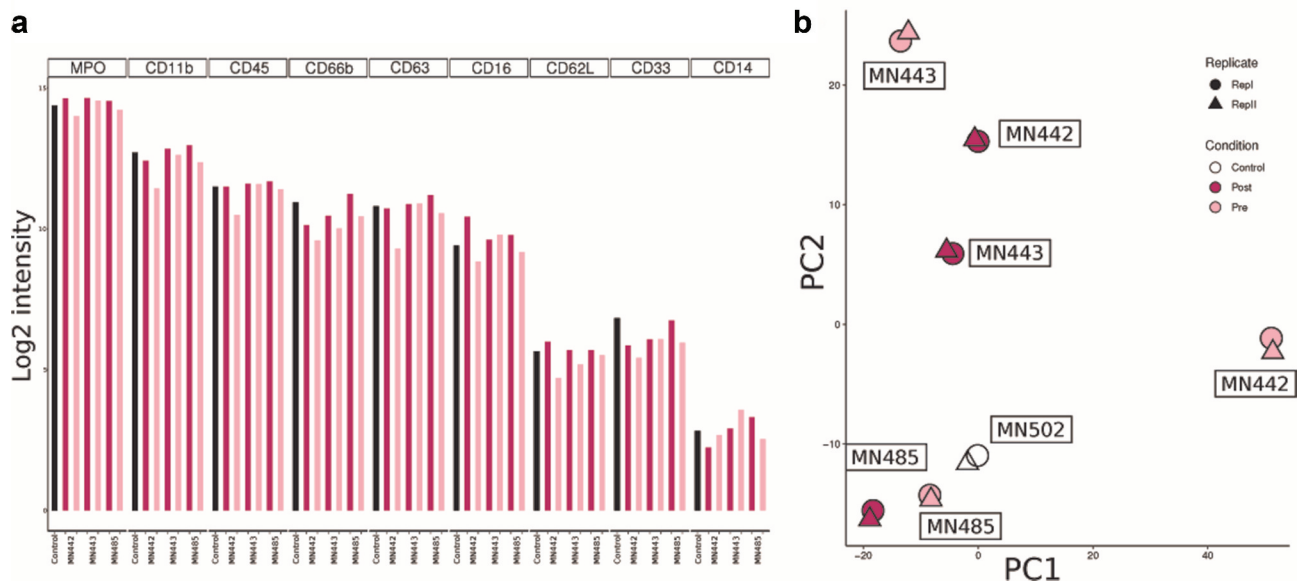 a
MPO CD11b CD45 CD66b CD63 CD16 CD62L CD33 CD14
Log2 intensity
15
10
5
0
Control MN442 MN443 MN485 Control MN442 MN443 MN485 Control MN442 MN443 MN485 Control MN442 MN443 MN485 Control MN442 MN443 MN485 Control MN442 MN443 MN485 Control MN442 MN443 MN485 Control MN442 MN443 MN485 Control MN442 MN443 MN485
b
PC2
20
10
0
−10
MN443
MN442
MN443
MN442
MN502
MN485
MN485
Replicate
RepI
RepII
Condition
Control
Post
Pre
−20 0 20 40
PC1